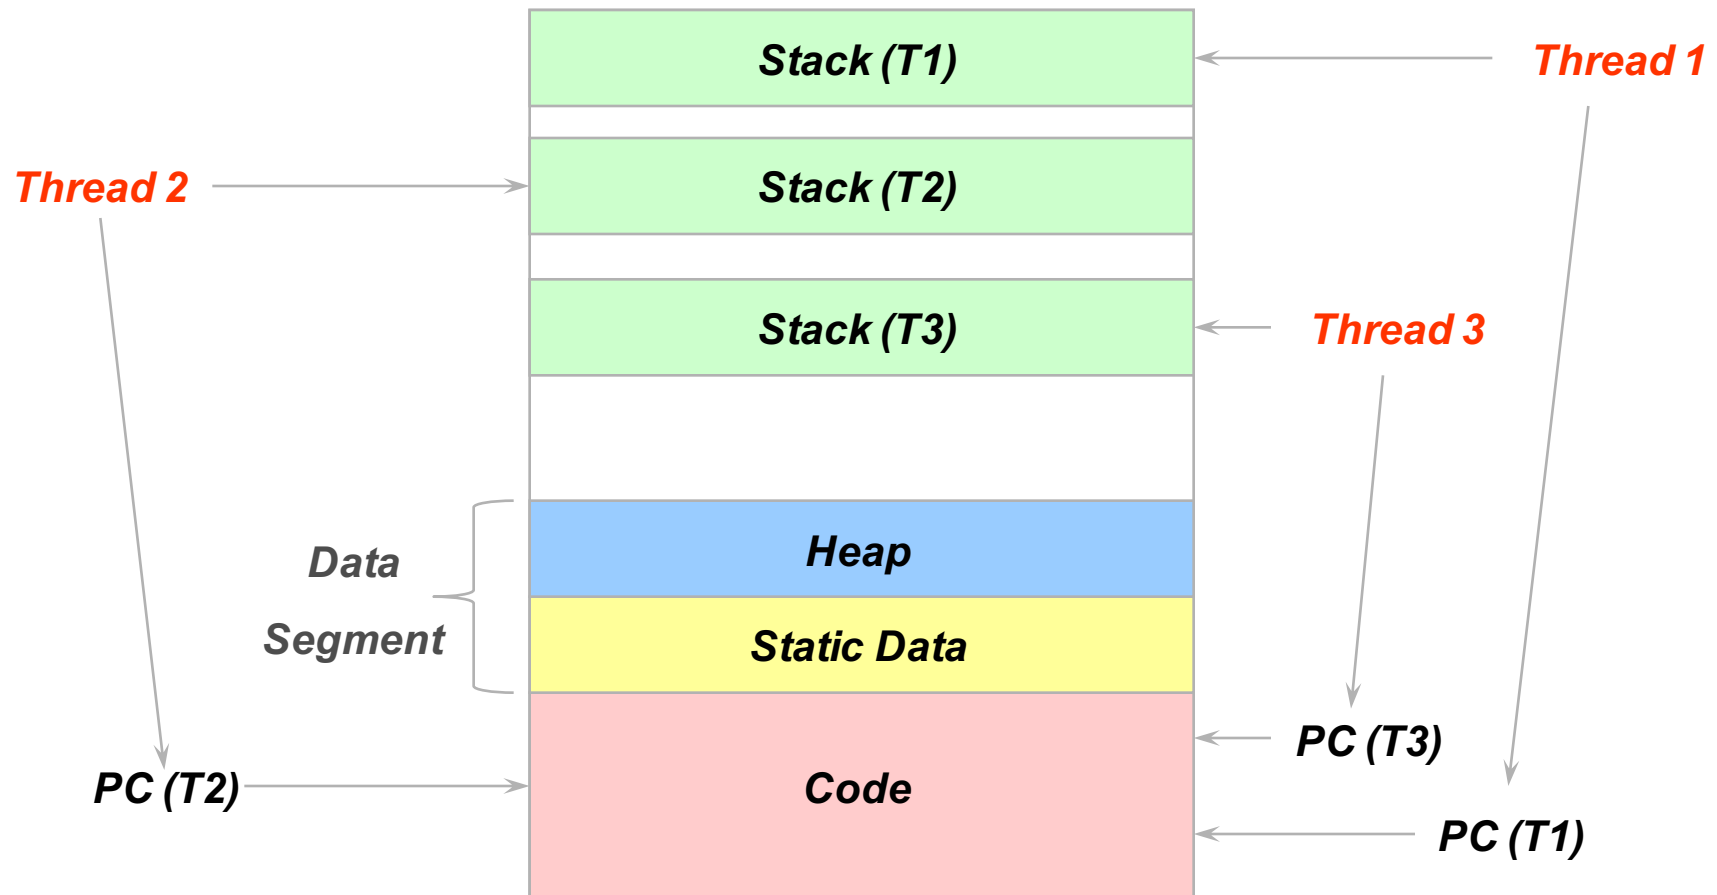 Stack (T1)
Thread 1
Thread 2
Stack (T2)
Stack (T3)
Thread 3
Heap
Data
Segment
Static Data
PC (T3)
PC (T2)
Code
PC (T1)